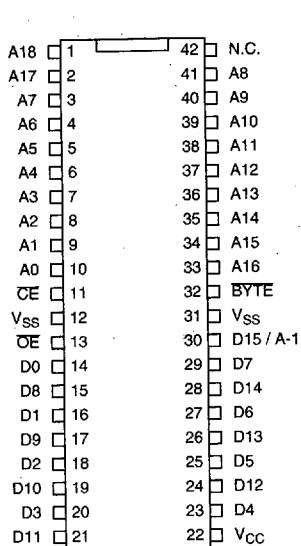 A18 1 42 N.C.
A17 2 41 A8
A7 3 40 A9
A6 4 39 A10
A5 5 38 A11
A4 6 37 A12
A3 7 36 A13
A2 8 35 A14
A1 9 34 A15
A0 10 33 A16
C̅E̅ 11 32 B̅Y̅T̅E̅
VSS 12 31 VSS
O̅E̅ 13 30 D15 / A-1
D0 14 29 D7
D8 15 28 D14
D1 16 27 D6
D9 17 26 D13
D2 18 25 D5
D10 19 24 D12
D3 20 23 D4
D11 21 22 VCC